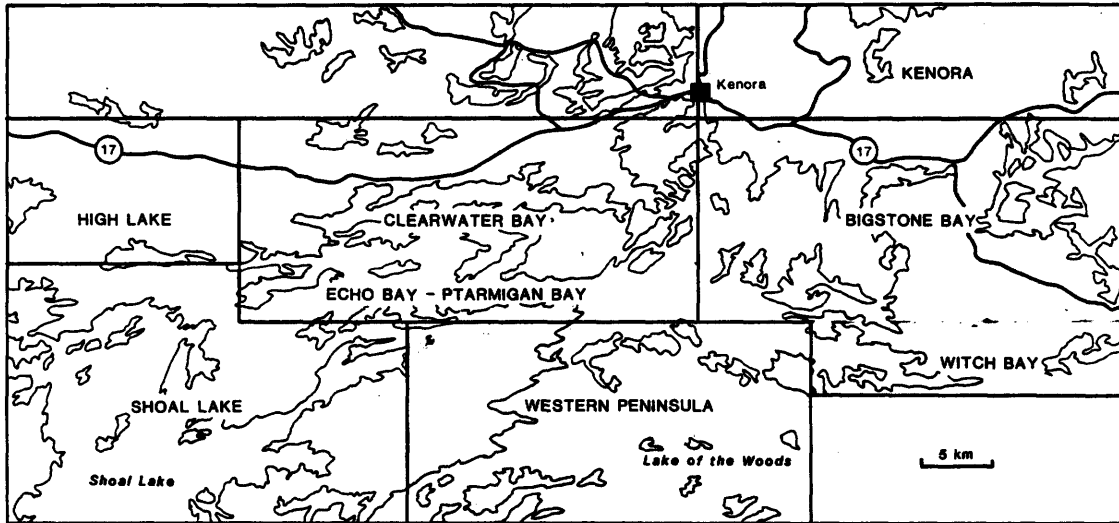 Kenora
KENORA
17
17
HIGH LAKE
CLEARWATER BAY
BIGSTONE BAY
ECHO BAY - PTARMIGAN BAY
WITCH BAY
SHOAL LAKE
WESTERN PENINSULA
Lake of the Woods
5 km
Shoal Lake